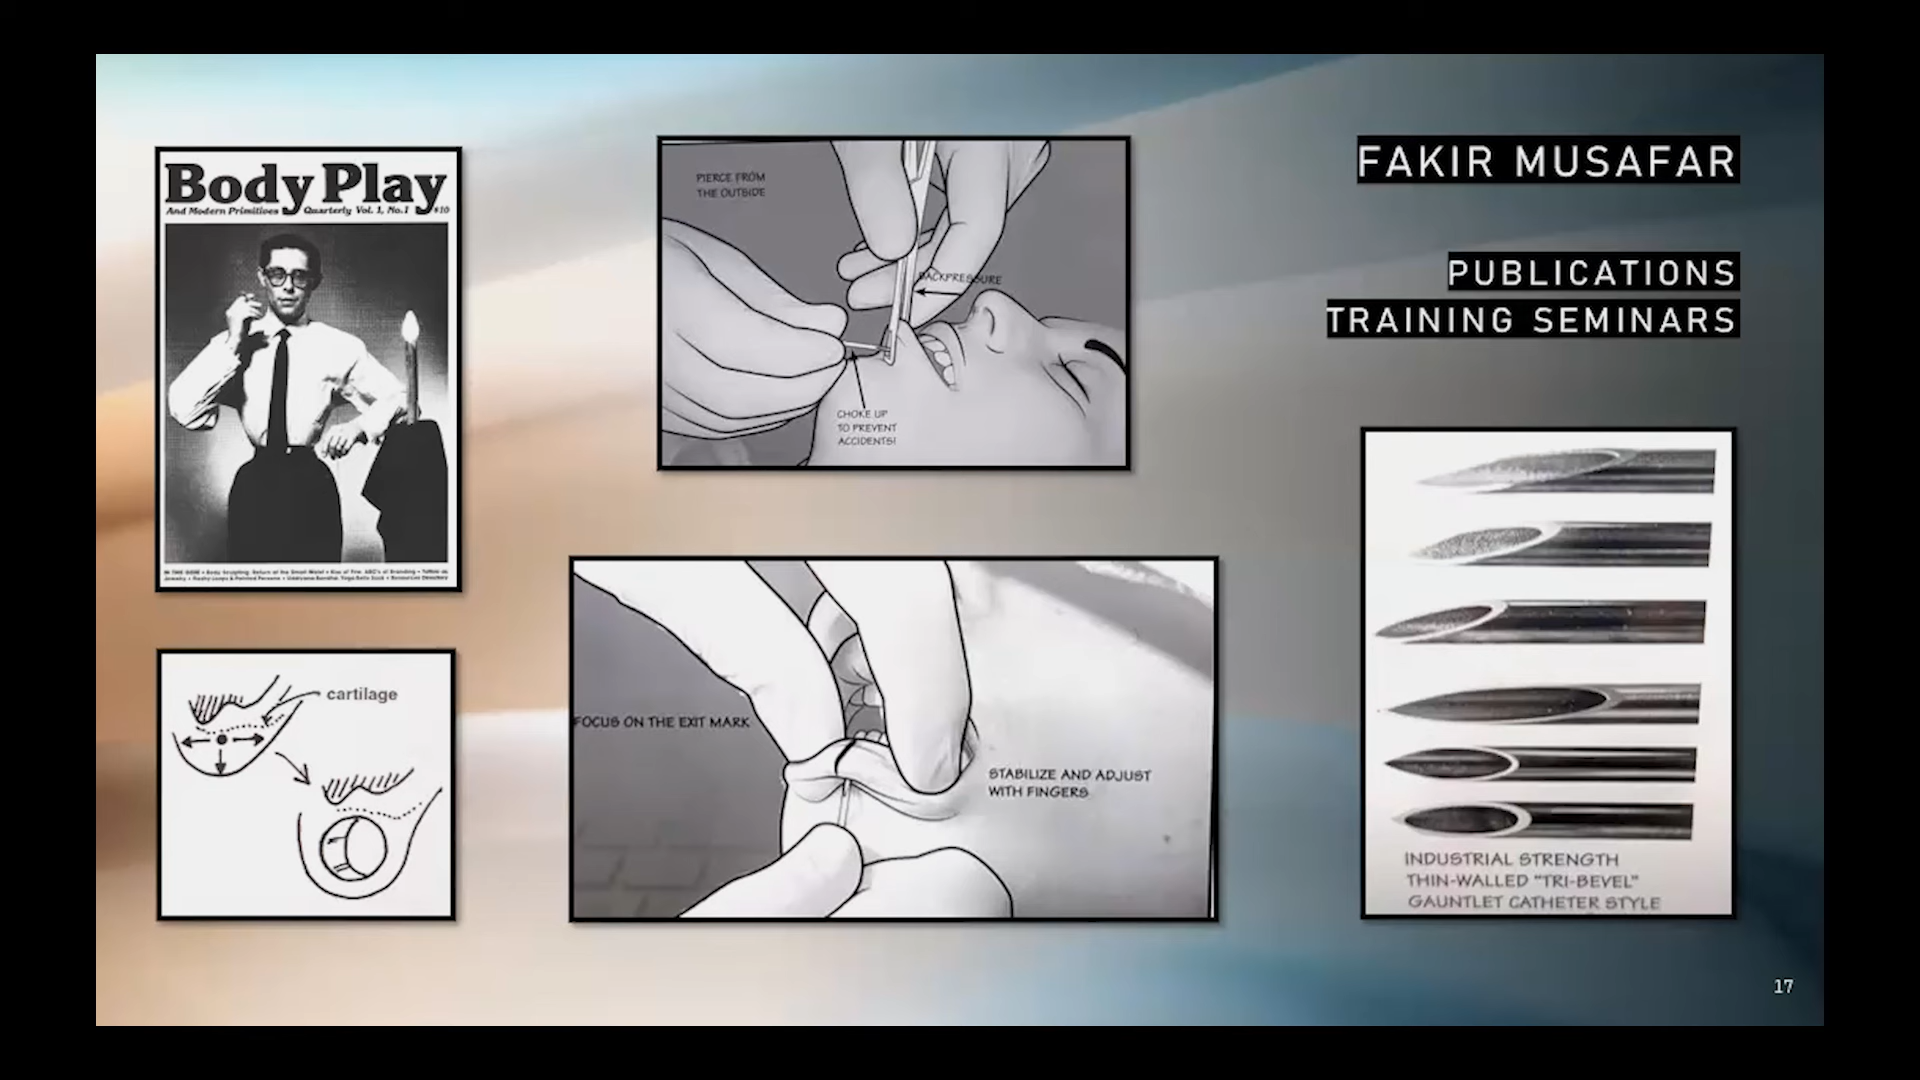 Body Play
And Modern Primitives Quarterly Vol. 1, No.1 $10
PIERCE FROM
THE OUTSIDE
BACKPRESSURE
CHOKE UP
TO PREVENT
ACCIDENTS!
FAKIR MUSAFAR
PUBLICATIONS
TRAINING SEMINARS
cartilage
FOCUS ON THE EXIT MARK
STABILIZE AND ADJUST
WITH FINGERS
INDUSTRIAL STRENGTH
THIN-WALLED "TRI-BEVEL"
GAUNTLET CATHETER STYLE
17